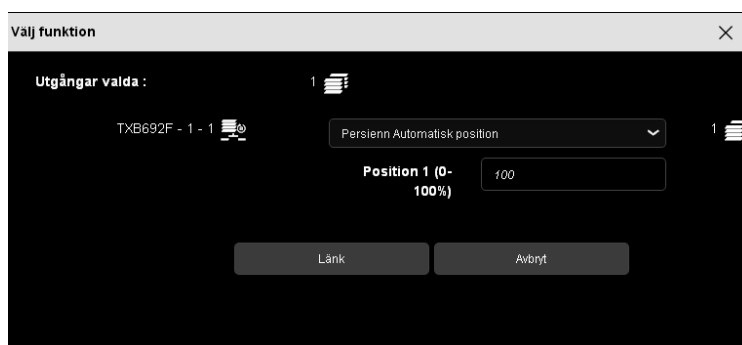 Välj funktion
Utgångar valda :
1
TXB692F - 1 - 1
Persienn Automatisk position
1
Position 1 (0-
100%)
100
Länk
Avbryt